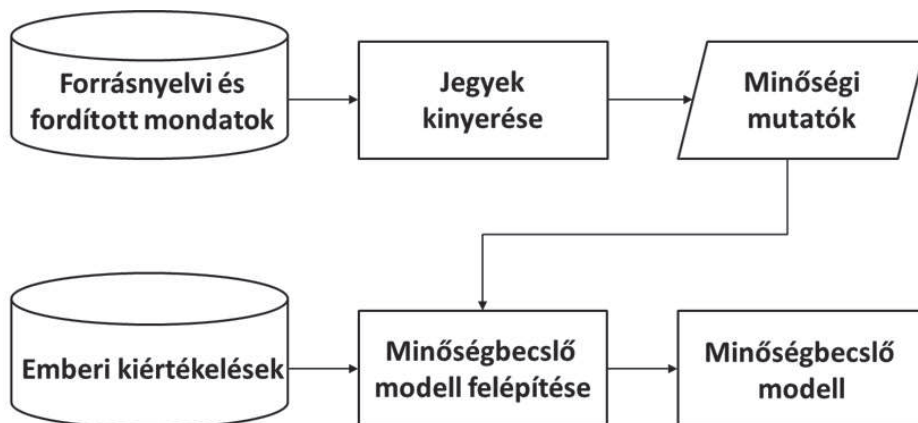 Forrásnyelvi és
fordított mondatok
Jegyek
kinyerése
Minőségi
mutatók
Emberi kiértékelések
Minőségbecslő
modell felépítése
Minőségbecslő
modell